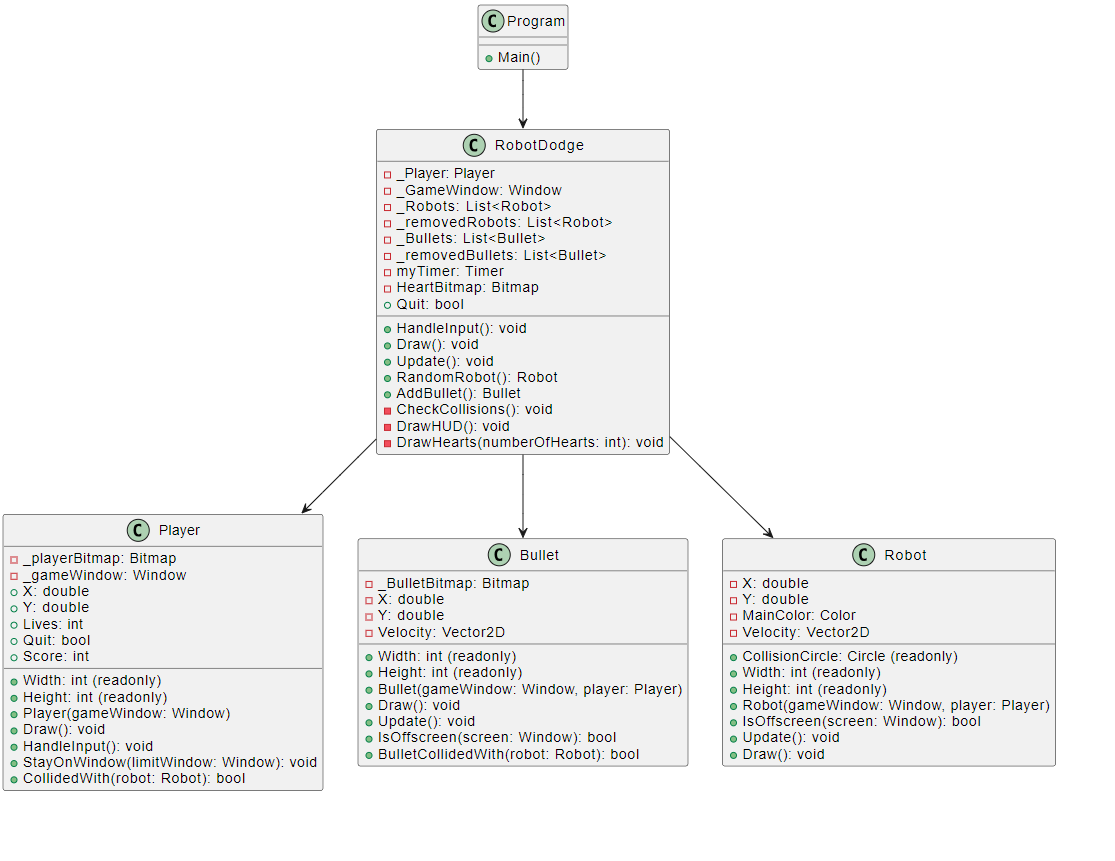 C Program
Main()
C RobotDodge
_Player: Player
_GameWindow: Window
_Robots: List<Robot>
_removedRobots: List<Robot>
_Bullets: List<Bullet>
_removedBullets: List<Bullet>
myTimer: Timer
HeartBitmap: Bitmap
Quit: bool
HandleInput(): void
Draw(): void
Update(): void
RandomRobot(): Robot
AddBullet(): Bullet
CheckCollisions(): void
DrawHUD(): void
DrawHearts(numberOfHearts: int): void
C Player
_playerBitmap: Bitmap
_gameWindow: Window
X: double
Y: double
Lives: int
Quit: bool
Score: int
Width: int (readonly)
Height: int (readonly)
Player(gameWindow: Window)
Draw(): void
HandleInput(): void
StayOnWindow(limitWindow: Window): void
CollidedWith(robot: Robot): bool
C Bullet
_BulletBitmap: Bitmap
X: double
Y: double
Velocity: Vector2D
Width: int (readonly)
Height: int (readonly)
Bullet(gameWindow: Window, player: Player)
Draw(): void
Update(): void
IsOffscreen(screen: Window): bool
BulletCollidedWith(robot: Robot): bool
C Robot
X: double
Y: double
MainColor: Color
Velocity: Vector2D
CollisionCircle: Circle (readonly)
Width: int (readonly)
Height: int (readonly)
Robot(gameWindow: Window, player: Player)
IsOffscreen(screen: Window): bool
Update(): void
Draw(): void